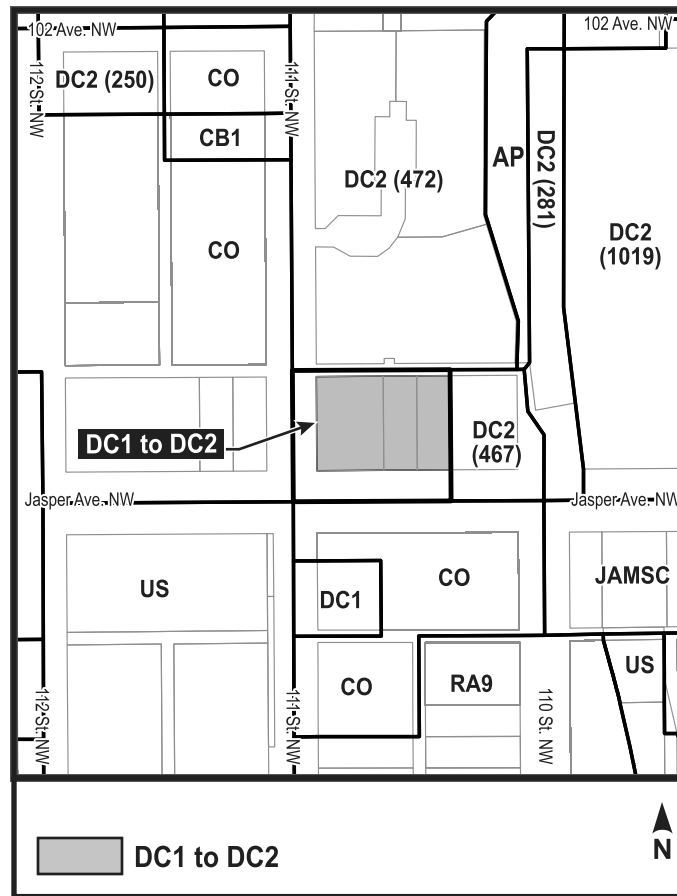 102 Ave. NW
102 Ave. NW
112 St. NW
DC2 (250)
CO
111 St. NW
CB1
AP
DC2 (281)
DC2 (472)
CO
DC2
(1019)
DC1 to DC2
DC2
(467)
Jasper Ave. NW
Jasper Ave. NW
US
DC1
CO
JAMSC
CO
RA9
US
112 St. NW
111 St. NW
110 St. NW
DC1 to DC2
N